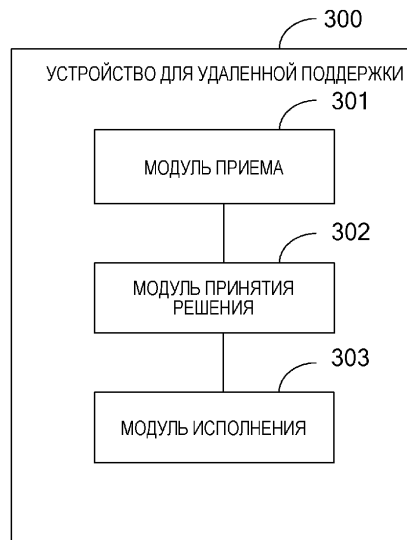 300
УСТРОЙСТВО ДЛЯ УДАЛЕННОЙ ПОДДЕРЖКИ
301
МОДУЛЬ ПРИЕМА
302
МОДУЛЬ ПРИНЯТИЯ
РЕШЕНИЯ
303
МОДУЛЬ ИСПОЛНЕНИЯ